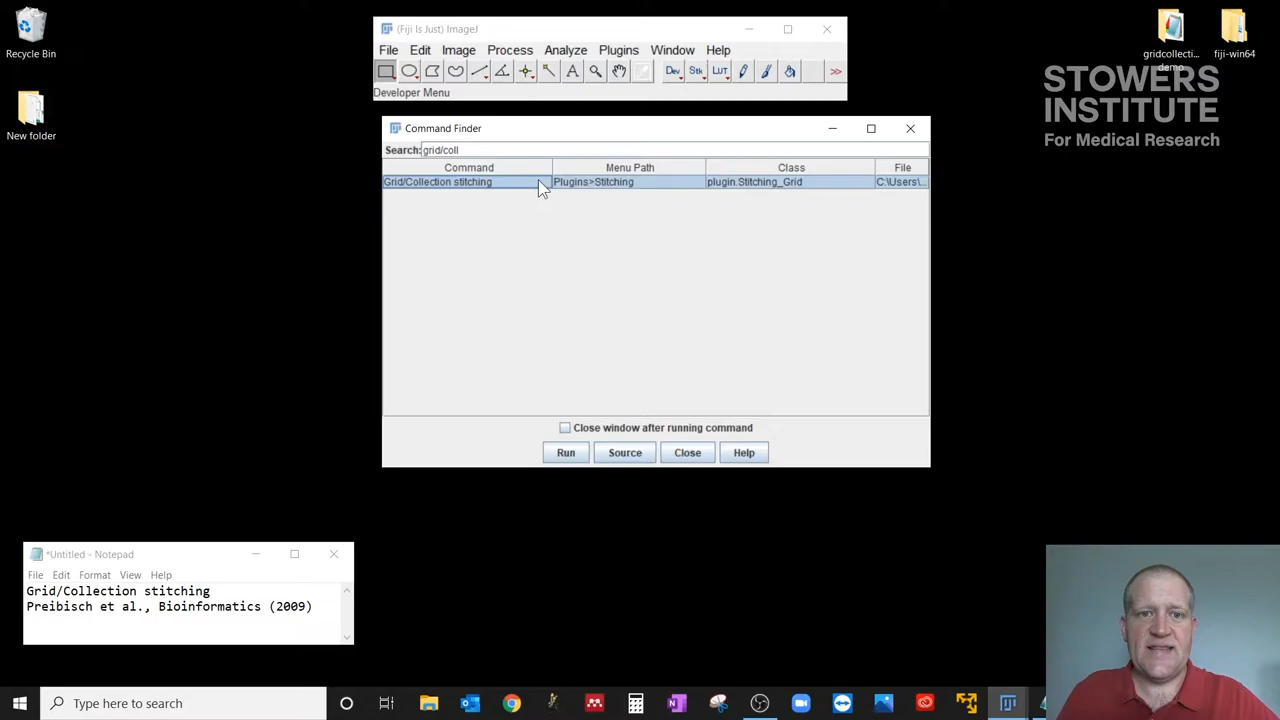 Recycle Bin
New folder
(Fiji Is Just) ImageJ
File Edit Image Process Analyze Plugins Window Help
A Dev Stk LUT >>
Developer Menu
gridcollecti...
demo
fiji-win64
STOWERS
INSTITUTE
For Medical Research
Command Finder
Search: grid/coll
Command Menu Path Class File
Grid/Collection stitching Plugins>Stitching plugin.Stitching_Grid C:\Users\...
Close window after running command
Run Source Close Help
*Untitled - Notepad
File Edit Format View Help
Grid/Collection stitching
Preibisch et al., Bioinformatics (2009)
Type here to search